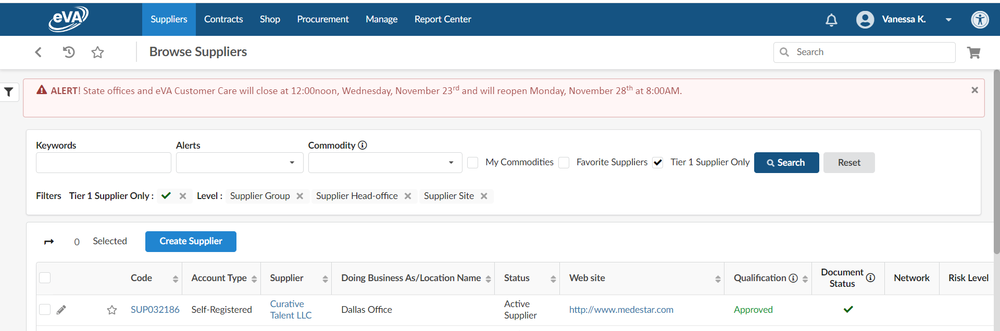 eVA Suppliers Contracts Shop Procurement Manage Report Center Vanessa K.
Browse Suppliers Search
ALERT! State offices and eVA Customer Care will close at 12:00noon, Wednesday, November 23rd and will reopen Monday, November 28th at 8:00AM.
Keywords Alerts Commodity
My Commodities Favorite Suppliers Tier 1 Supplier Only Search Reset
Filters Tier 1 Supplier Only : Level : Supplier Group Supplier Head-office Supplier Site
0 Selected Create Supplier
Code Account Type Supplier Doing Business As/Location Name Status Web site Qualification Document Status Network Risk Level
SUP032186 Self-Registered Curative Talent LLC Dallas Office Active Supplier http://www.medestar.com Approved